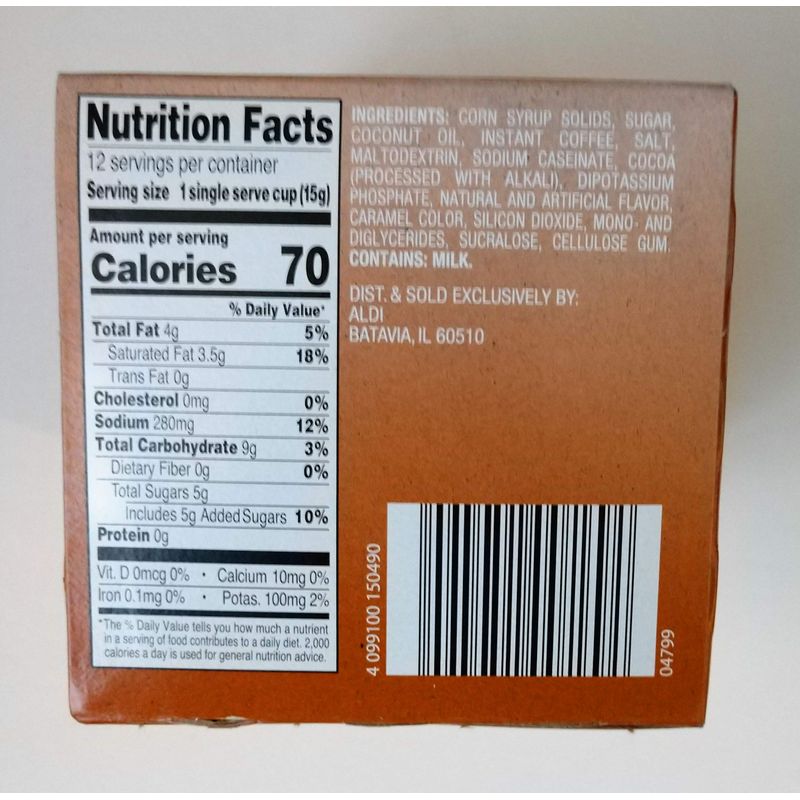 Nutrition Facts
12 servings per container
Serving size 1 single serve cup (15g)
Amount per serving
Calories 70
% Daily Value*
Total Fat 4g 5%
Saturated Fat 3.5g 18%
Trans Fat 0g
Cholesterol 0mg 0%
Sodium 280mg 12%
Total Carbohydrate 9g 3%
Dietary Fiber 0g 0%
Total Sugars 5g
Includes 5g Added Sugars 10%
Protein 0g
Vit. D 0mcg 0% • Calcium 10mg 0%
Iron 0.1mg 0% • Potas. 100mg 2%
*The % Daily Value tells you how much a nutrient
in a serving of food contributes to a daily diet. 2,000
calories a day is used for general nutrition advice.
INGREDIENTS: CORN SYRUP SOLIDS, SUGAR,
COCONUT OIL, INSTANT COFFEE, SALT,
MALTODEXTRIN, SODIUM CASEINATE, COCOA
(PROCESSED WITH ALKALI), DIPOTASSIUM
PHOSPHATE, NATURAL AND ARTIFICIAL FLAVOR,
CARAMEL COLOR, SILICON DIOXIDE, MONO- AND
DIGLYCERIDES, SUCRALOSE, CELLULOSE GUM.
CONTAINS: MILK.
DIST. & SOLD EXCLUSIVELY BY:
ALDI
BATAVIA, IL 60510
4 099100 150490
04799